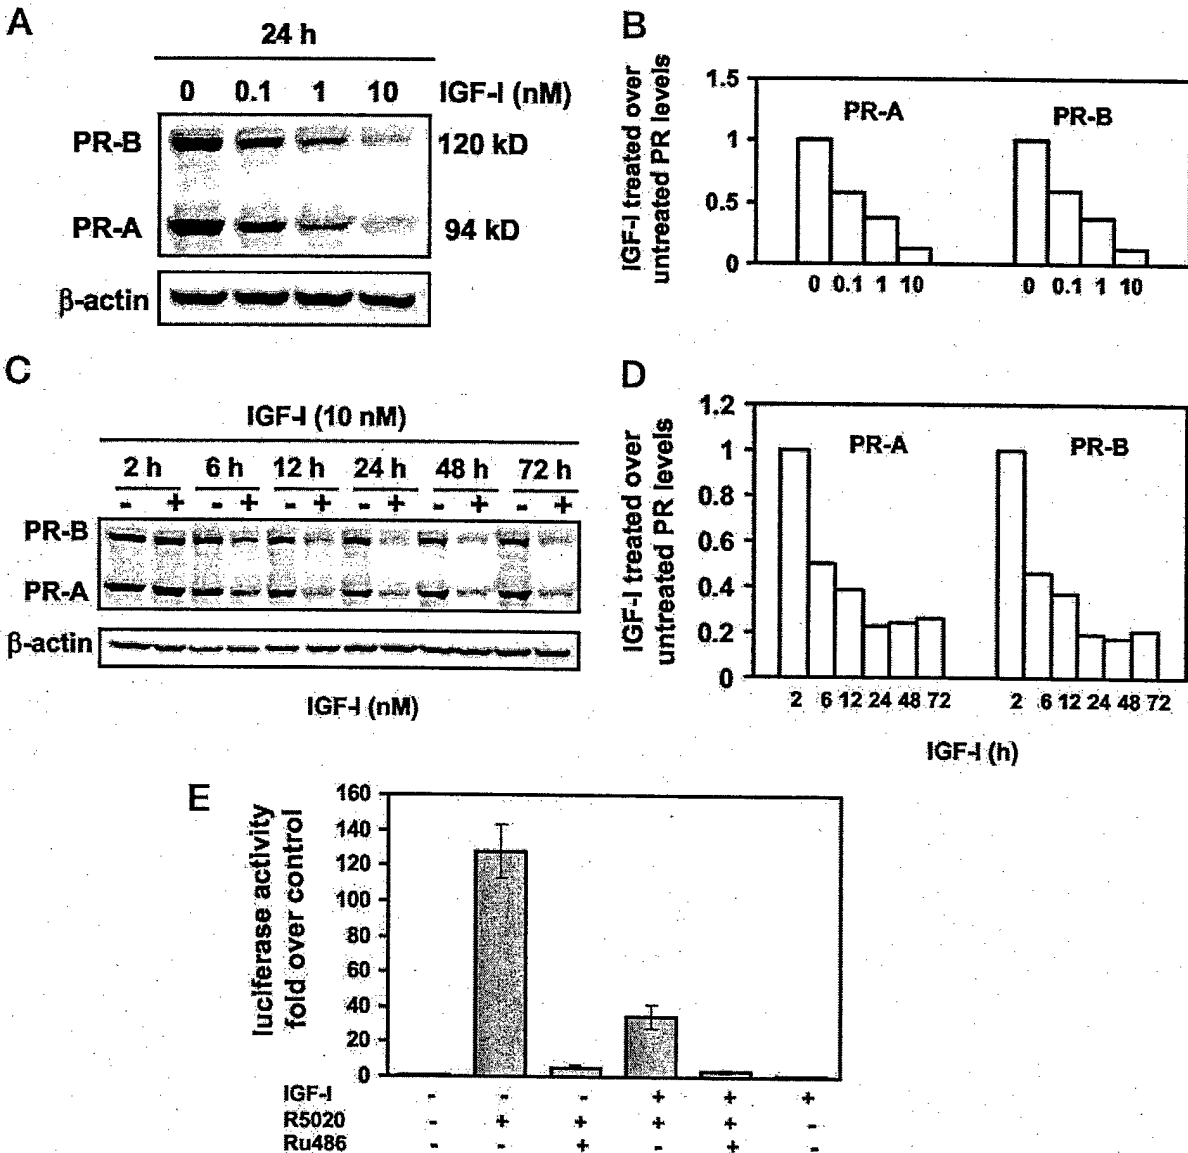 A
24 h
0 0.1 1 10 IGF-I (nM)
PR-B 120 kD
PR-A 94 kD
β-actin
B
IGF-I treated over
untreated PR levels
1.5
1
0.5
0
PR-A PR-B
0 0.1 1 10 0 0.1 1 10
C
IGF-I (10 nM)
2 h 6 h 12 h 24 h 48 h 72 h
- + - + - + - + - + - +
PR-B
PR-A
β-actin
IGF-I (nM)
D
IGF-I treated over
untreated PR levels
1.2
1
0.8
0.6
0.4
0.2
0
PR-A PR-B
2 6 12 24 48 72 2 6 12 24 48 72
IGF-I (h)
E
luciferase activity
fold over control
160
140
120
100
80
60
40
20
0
IGF-I - - - + + +
R5020 - + + + + -
Ru486 - - + - + -